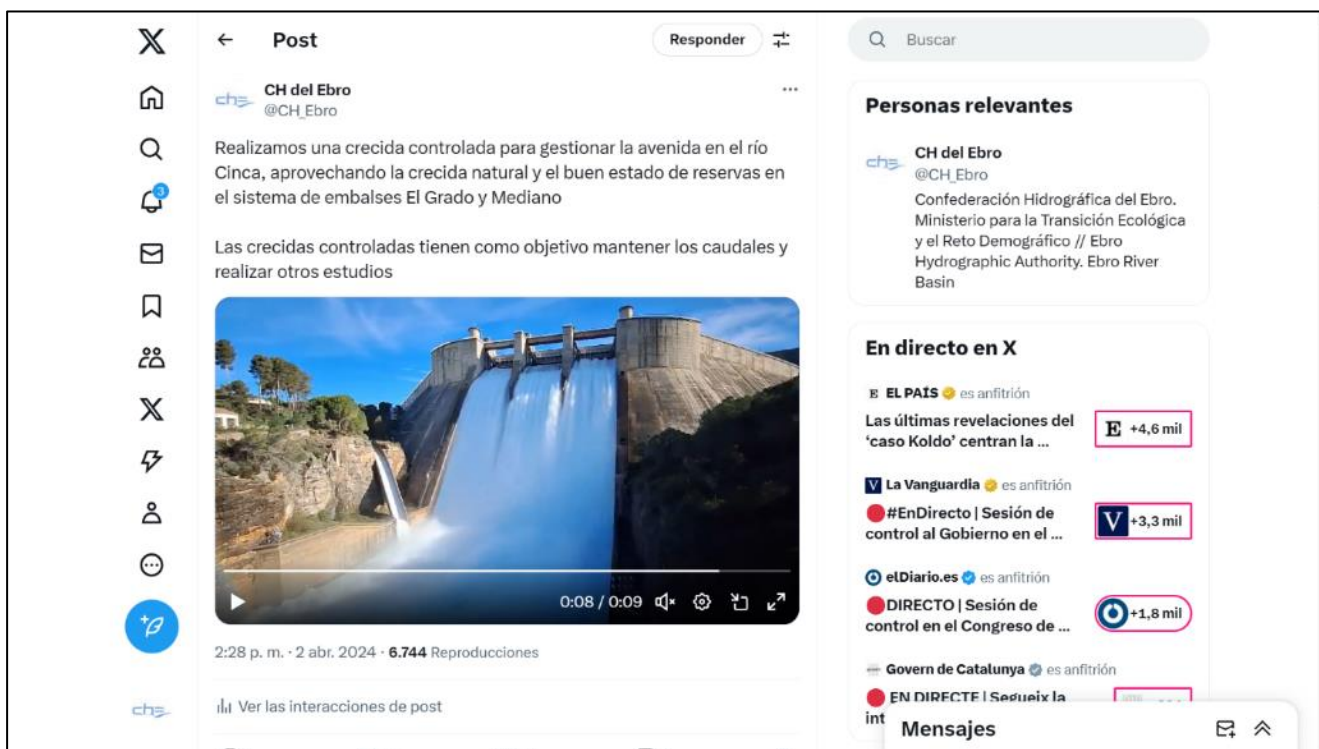 Post
Responder
CH del Ebro
@CH_Ebro
Realizamos una crecida controlada para gestionar la avenida en el río
Cinca, aprovechando la crecida natural y el buen estado de reservas en
el sistema de embalses El Grado y Mediano
Las crecidas controladas tienen como objetivo mantener los caudales y
realizar otros estudios
0:08 / 0:09
2:28 p. m. · 2 abr. 2024 · 6.744 Reproducciones
Ver las interacciones de post
3
che
Buscar
Personas relevantes
che
CH del Ebro
@CH_Ebro
Confederación Hidrográfica del Ebro.
Ministerio para la Transición Ecológica
y el Reto Demográfico // Ebro
Hydrographic Authority. Ebro River
Basin
En directo en X
E EL PAÍS es anfitrión
Las últimas revelaciones del
‘caso Koldo’ centran la ...
E +4,6 mil
V La Vanguardia es anfitrión
#EnDirecto | Sesión de
control al Gobierno en el ...
V +3,3 mil
elDiario.es es anfitrión
DIRECTO | Sesión de
control en el Congreso de ...
+1,8 mil
Govern de Catalunya es anfitrión
EN DIRECTE | Segueix la
int
Mensajes
che